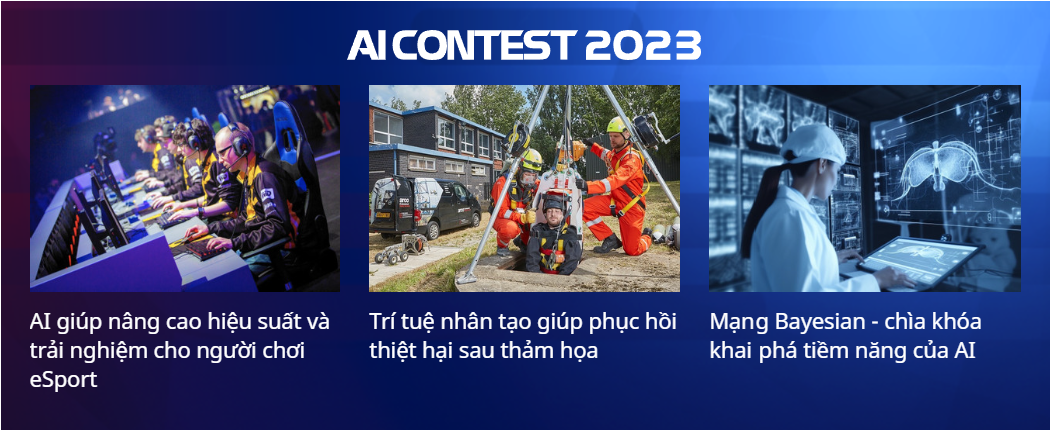 AI CONTEST 2023
AI giúp nâng cao hiệu suất và
trải nghiệm cho người chơi
eSport
Trí tuệ nhân tạo giúp phục hồi
thiệt hại sau thảm họa
Mạng Bayesian - chìa khóa
khai phá tiềm năng của AI